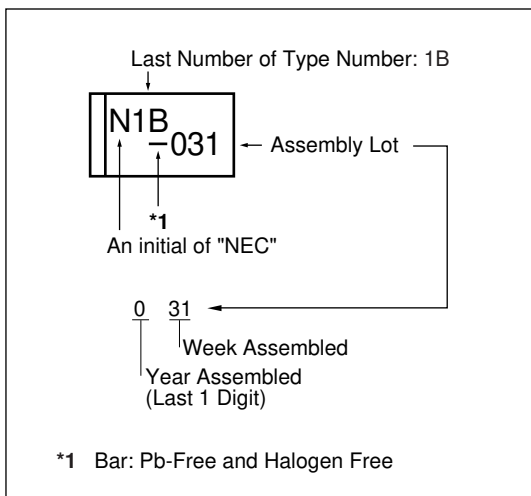 Last Number of Type Number: 1B
N1B
031
Assembly Lot
*1
An initial of "NEC"
0 31
Week Assembled
Year Assembled
(Last 1 Digit)
*1 Bar: Pb-Free and Halogen Free